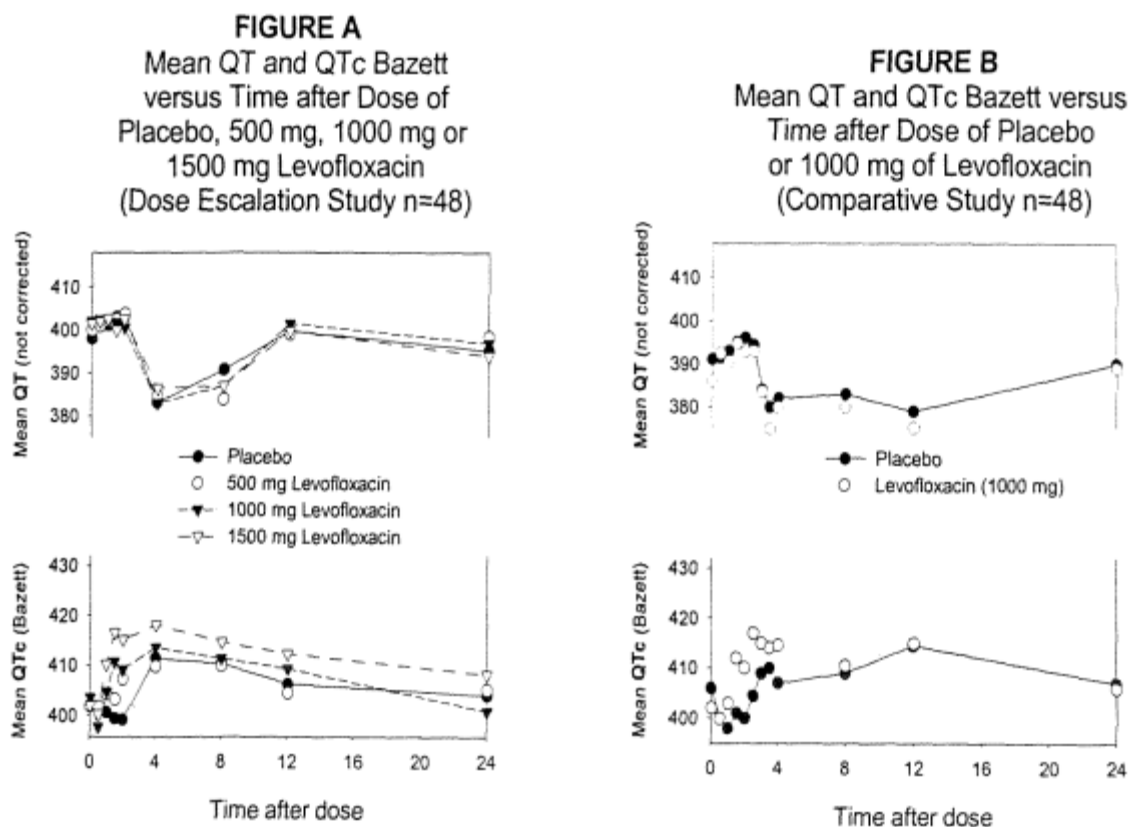 FIGURE A
Mean QT and QTc Bazett
versus Time after Dose of
Placebo, 500 mg, 1000 mg or
1500 mg Levofloxacin
(Dose Escalation Study n=48)
Mean QT (not corrected)
410
400
390
380
Placebo
500 mg Levofloxacin
1000 mg Levofloxacin
1500 mg Levofloxacin
Mean QTc (Bazett)
430
420
410
400
0 4 8 12 16 20 24
Time after dose
FIGURE B
Mean QT and QTc Bazett versus
Time after Dose of Placebo
or 1000 mg of Levofloxacin
(Comparative Study n=48)
Mean QT (not corrected)
410
400
390
380
Placebo
Levofloxacin (1000 mg)
Mean QTc (Bazett)
430
420
410
400
0 4 8 12 16 20 24
Time after dose